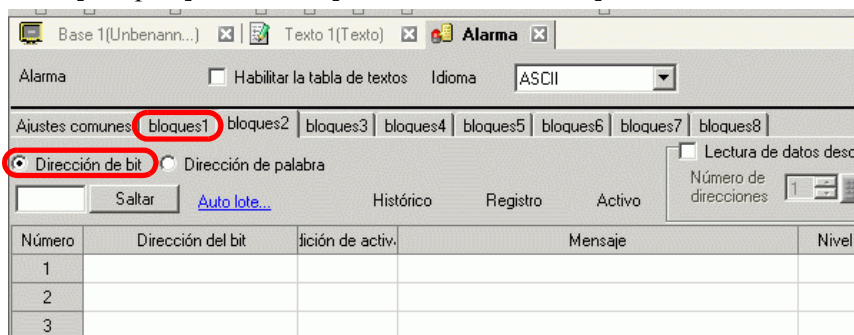 Base 1(Unbenann...) Texto 1(Texto) Alarma
Alarma Habilitar la tabla de textos Idioma ASCII
Ajustes comunes bloques1 bloques2 bloques3 bloques4 bloques5 bloques6 bloques7 bloques8
Dirección de bit Dirección de palabra Lectura de datos desc
Número de direcciones 1
Saltar Auto lote... Histórico Registro Activo
Número Dirección del bit dición de activ. Mensaje Nivel
1
2
3